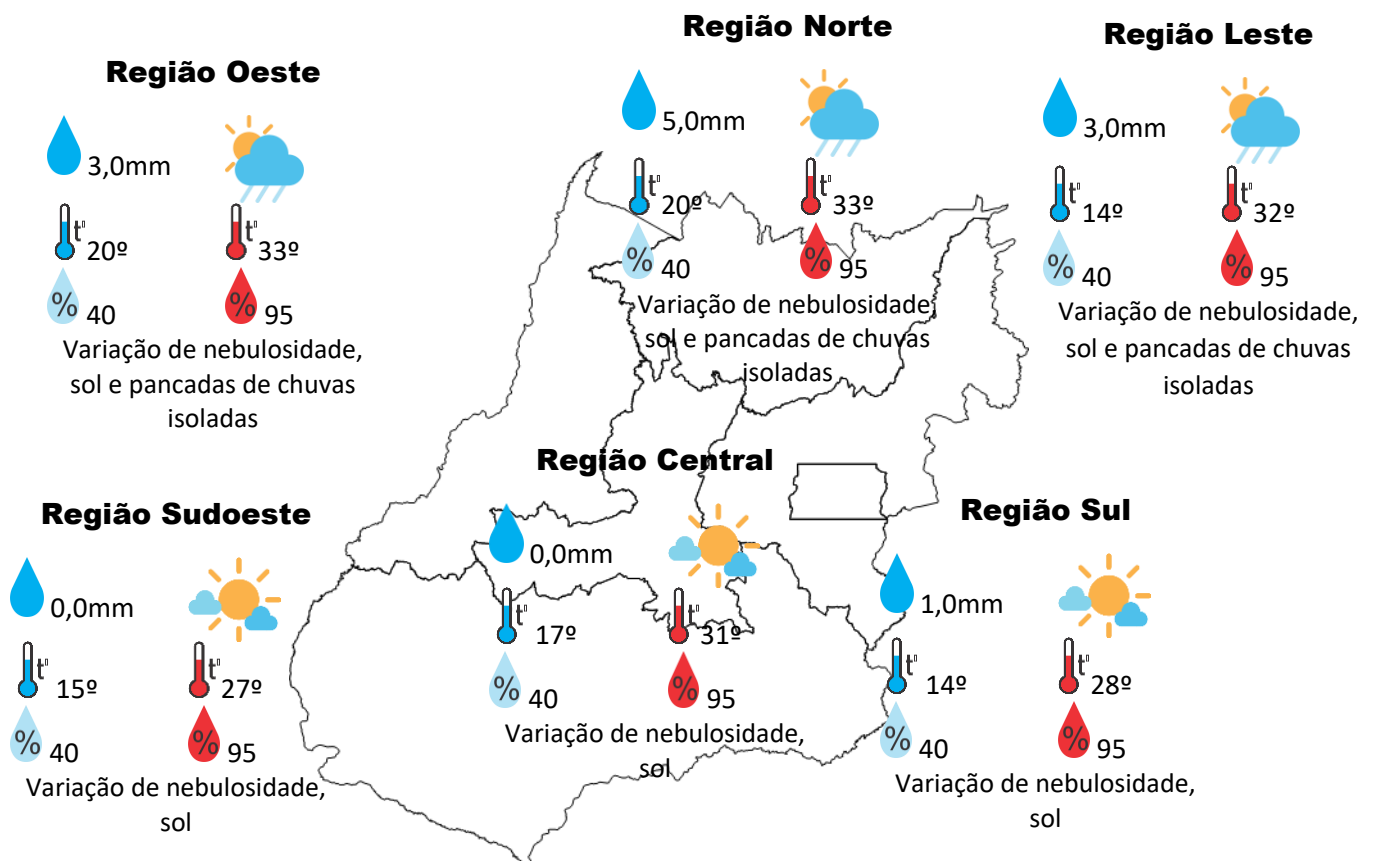 Região Oeste
3,0mm
t°
20º
t°
33º
% 40
% 95
Variação de nebulosidade,
sol e pancadas de chuvas
isoladas
Região Norte
5,0mm
t°
20º
t°
33º
% 40
% 95
Variação de nebulosidade,
sol e pancadas de chuvas
isoladas
Região Leste
3,0mm
t°
14º
t°
32º
% 40
% 95
Variação de nebulosidade,
sol e pancadas de chuvas
isoladas
Região Sudoeste
0,0mm
t°
15º
t°
27º
% 40
% 95
Variação de nebulosidade,
sol
Região Central
0,0mm
t°
17º
t°
31º
% 40
% 95
Variação de nebulosidade,
sol
Região Sul
1,0mm
t°
14º
t°
28º
% 40
% 95
Variação de nebulosidade,
sol